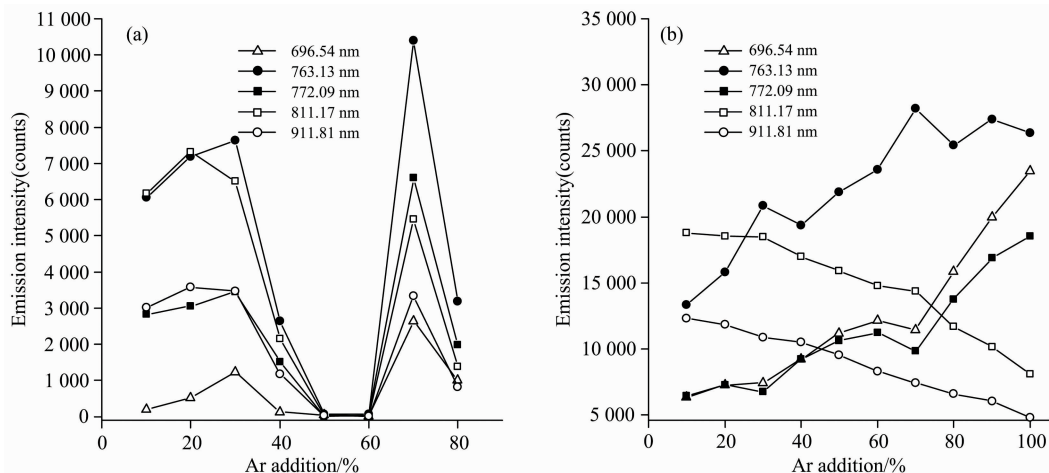 (a)
696.54 nm
763.13 nm
772.09 nm
811.17 nm
911.81 nm
11 000
10 000
9 000
8 000
7 000
6 000
5 000
4 000
3 000
2 000
1 000
0
Emission intensity(counts)
0 20 40 60 80
Ar addition/%
(b)
696.54 nm
763.13 nm
772.09 nm
811.17 nm
911.81 nm
35 000
30 000
25 000
20 000
15 000
10 000
5 000
Emission intensity(counts)
0 20 40 60 80 100
Ar addition/%